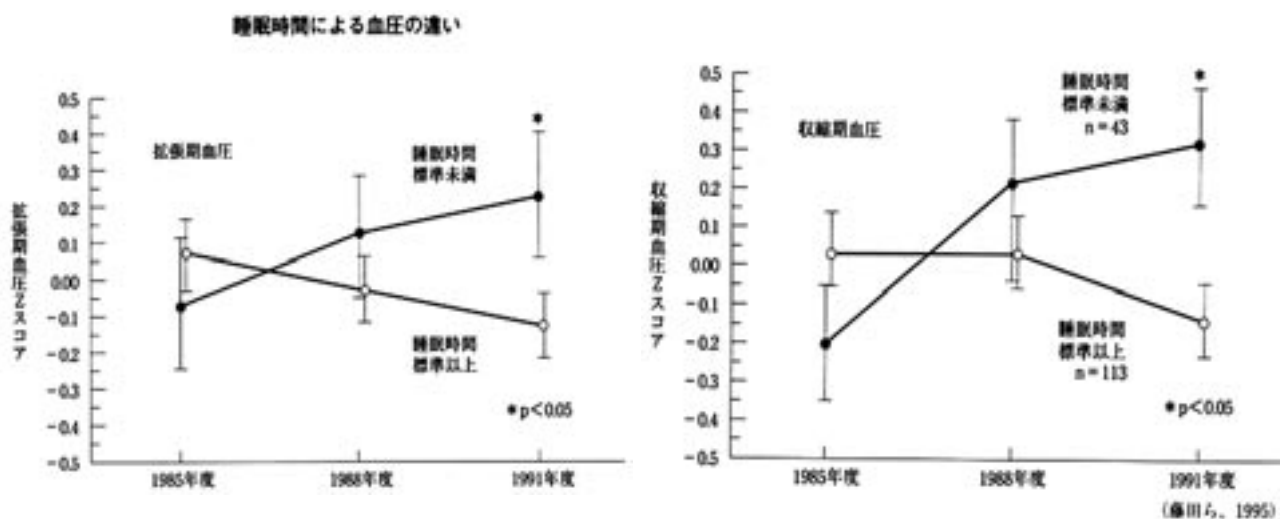 睡眠時間による血圧の違い
拡張期血圧Zスコア
0.5
0.4
0.3
0.2
0.1
0.00
-0.1
-0.2
-0.3
-0.4
-0.5
拡張期血圧
睡眠時間
標準未満
*
睡眠時間
標準以上
*p<0.05
1985年度
1988年度
1991年度
収縮期血圧Zスコア
0.5
0.4
0.3
0.2
0.1
0.00
-0.1
-0.2
-0.3
-0.4
-0.5
収縮期血圧
睡眠時間
標準未満
n=43
*
睡眠時間
標準以上
n=113
*p<0.05
1985年度
1988年度
1991年度
(藤田ら、1995)